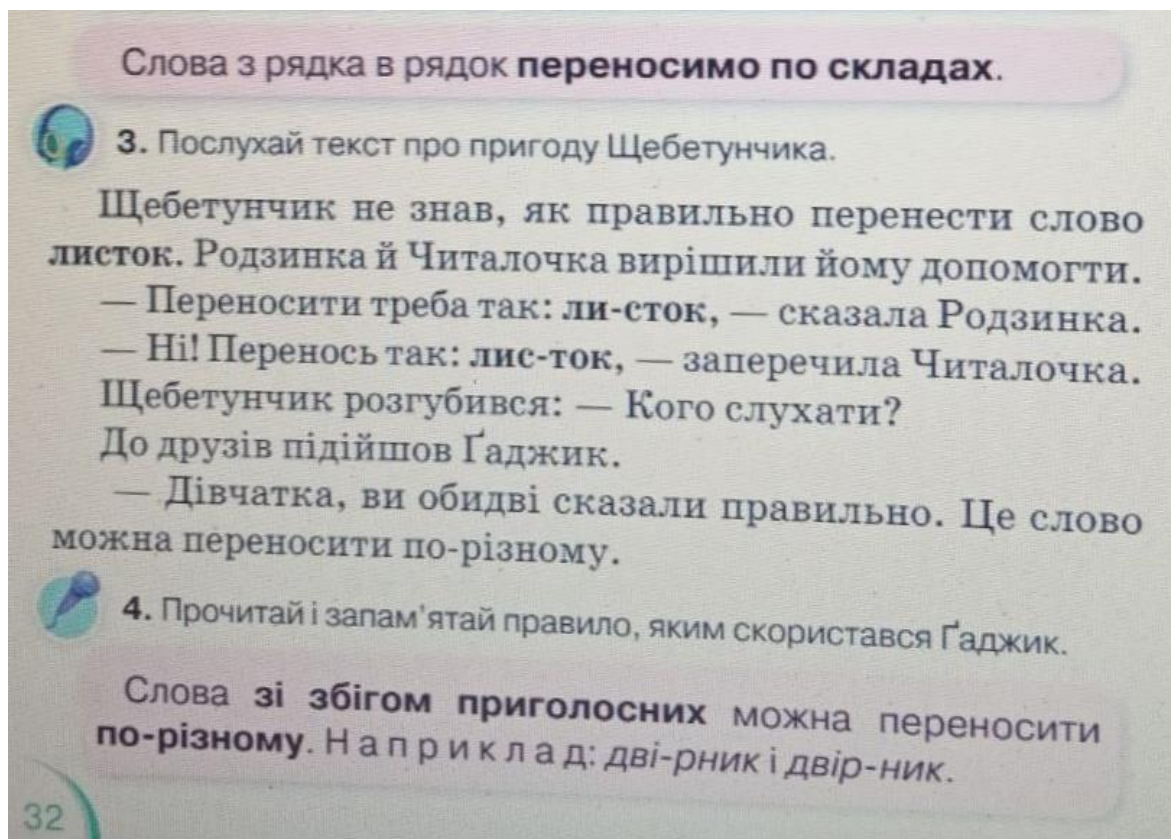 Слова з рядка в рядок переносимо по складах.
3. Послухай текст про пригоду Щебетунчика.
Щебетунчик не знав, як правильно перенести слово
листок. Родзинка й Читалочка вирішили йому допомогти.
— Переносити треба так: ли-сток, — сказала Родзинка.
— Ні! Перенось так: лис-ток, — заперечила Читалочка.
Щебетунчик розгубився: — Кого слухати?
До друзів підійшов Ґаджик.
— Дівчатка, ви обидві сказали правильно. Це слово
можна переносити по-різному.
4. Прочитай і запам'ятай правило, яким скористався Ґаджик.
Слова зі збігом приголосних можна переносити
по-різному. Н а п р и к л а д: дві-рник і двір-ник.
32